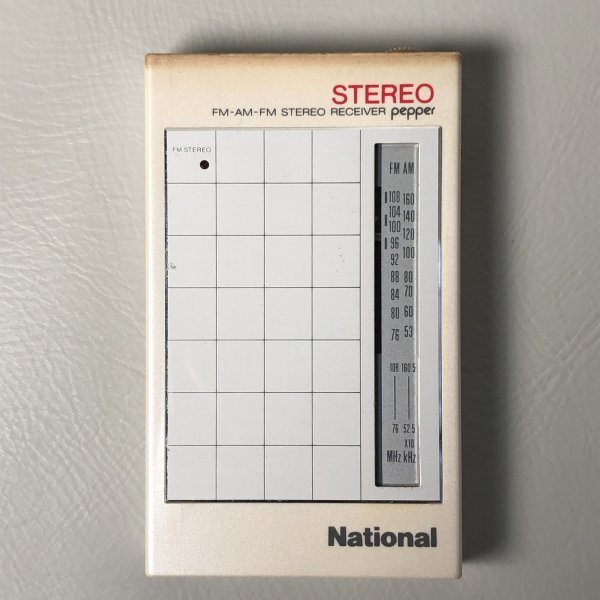 STEREO
FM-AM-FM STEREO RECEIVER pepper
FM STEREO
FM AM
108 160
104 140
100 120
96 100
92
88 80
84 70
80 60
76 53
108 160.5
76 52.5
X10
MHz kHz
National